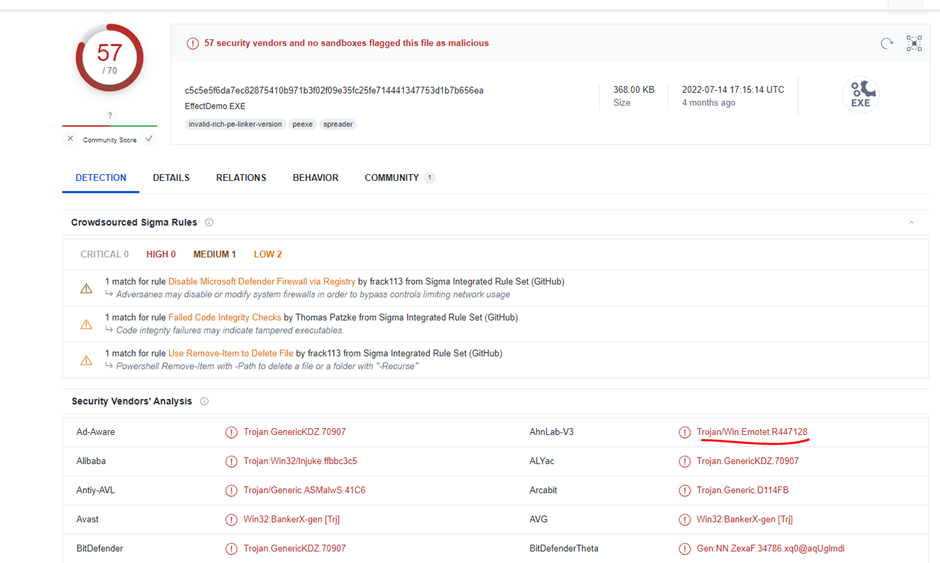 57
/ 70
?
Community Score
57 security vendors and no sandboxes flagged this file as malicious
c5c5e5f6da7ec82875410b971b3f02f09e35fc25fe714441347753d1b7b656ea
EffectDemo.EXE
invalid-rich-pe-linker-version peexe spreader
368.00 KB
Size
2022-07-14 17:15:14 UTC
4 months ago
EXE
DETECTION DETAILS RELATIONS BEHAVIOR COMMUNITY 1
Crowdsourced Sigma Rules
CRITICAL 0 HIGH 0 MEDIUM 1 LOW 2
1 match for rule Disable Microsoft Defender Firewall via Registry by frack113 from Sigma Integrated Rule Set (GitHub)
Adversaries may disable or modify system firewalls in order to bypass controls limiting network usage
1 match for rule Failed Code Integrity Checks by Thomas Patzke from Sigma Integrated Rule Set (GitHub)
Code integrity failures may indicate tampered executables.
1 match for rule Use Remove-Item to Delete File by frack113 from Sigma Integrated Rule Set (GitHub)
Powershell Remove-Item with -Path to delete a file or a folder with "-Recurse"
Security Vendors' Analysis
Ad-Aware Trojan.GenericKDZ.70907 AhnLab-V3 Trojan/Win.Emotet.R447128
Alibaba Trojan:Win32/Injuke.ffbbc3c5 ALYac Trojan.GenericKDZ.70907
Antiy-AVL Trojan/Generic.ASMalwS.41C6 Arcabit Trojan.Generic.D114FB
Avast Win32:BankerX-gen [Trj] AVG Win32:BankerX-gen [Trj]
BitDefender Trojan.GenericKDZ.70907 BitDefenderTheta Gen:NN.ZexaF.34786.xq0@aqUglmdi